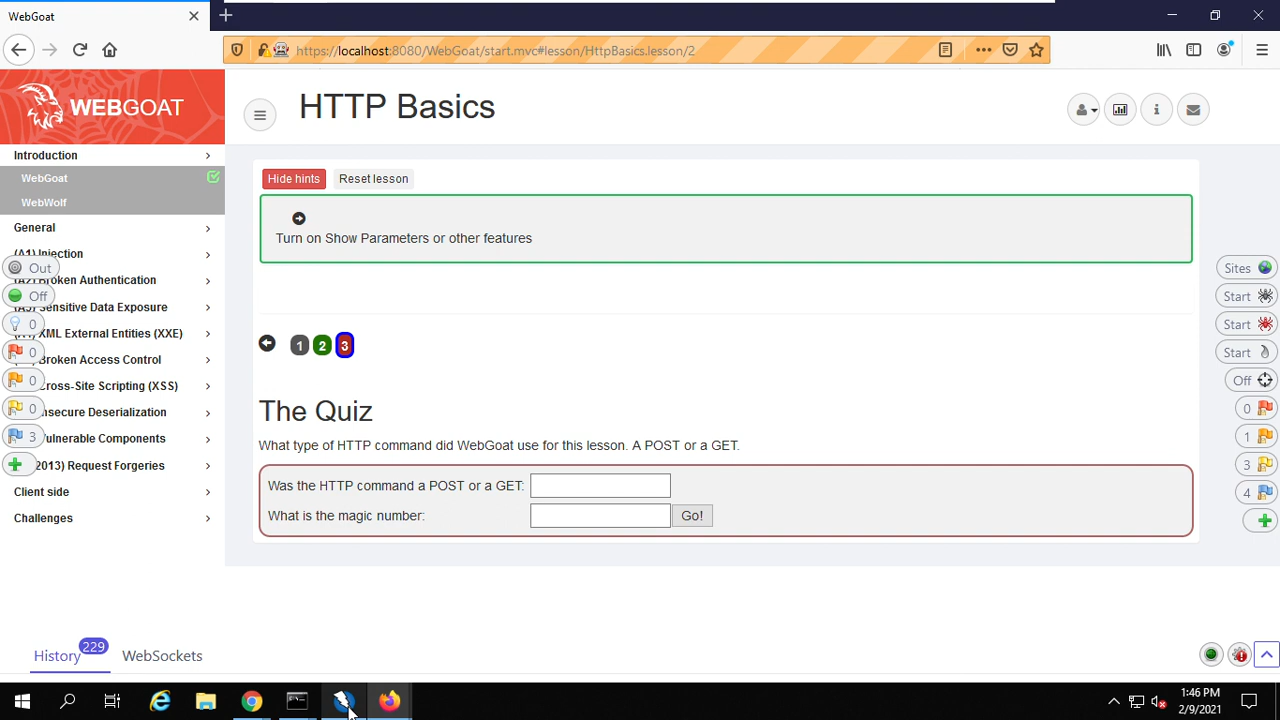 WebGoat
https://localhost:8080/WebGoat/start.mvc#lesson/HttpBasics.lesson/2
WEBGOAT
HTTP Basics
Introduction
WebGoat
WebWolf
General
(A1) Injection
(A2) Broken Authentication
(A3) Sensitive Data Exposure
XML External Entities (XXE)
Broken Access Control
Cross-Site Scripting (XSS)
Insecure Deserialization
Vulnerable Components
2013) Request Forgeries
Client side
Challenges
Out
Off
0
0
0
0
3
Hide hints
Reset lesson
Turn on Show Parameters or other features
1 2 3
The Quiz
What type of HTTP command did WebGoat use for this lesson. A POST or a GET.
Was the HTTP command a POST or a GET:
What is the magic number:
Go!
Sites
Start
Start
Start
Off
0
1
3
4
History 229
WebSockets
1:46 PM
2/9/2021